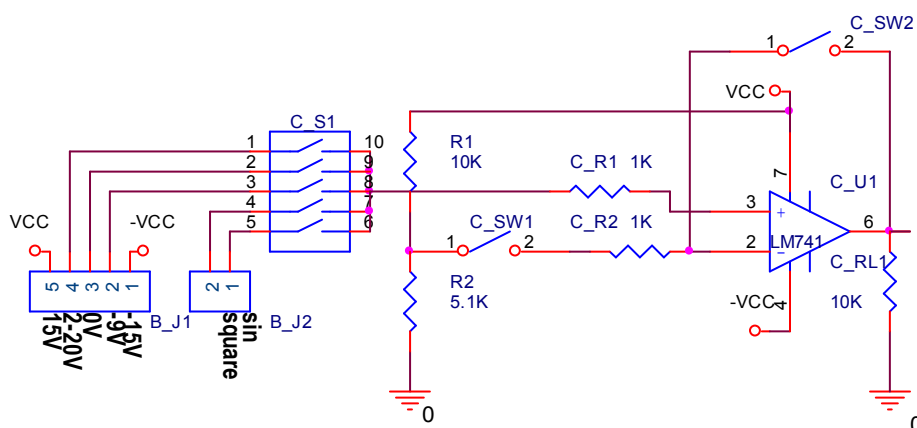 C_SW2
1 2
VCC
C_S1
1 10
2 9
3 8
4 7
5 6
R1
10K
C_R1 1K
7
C_U1
3
+
6
LM741
2
-
C_SW1
C_R2 1K
1 2
VCC
-VCC
R2
5.1K
C_RL1
10K
-VCC
4
5 4 3 2 1
B_J1
2 1
B_J2
15V
2-20V
0V
-9V
-15V
square
sin
0
0